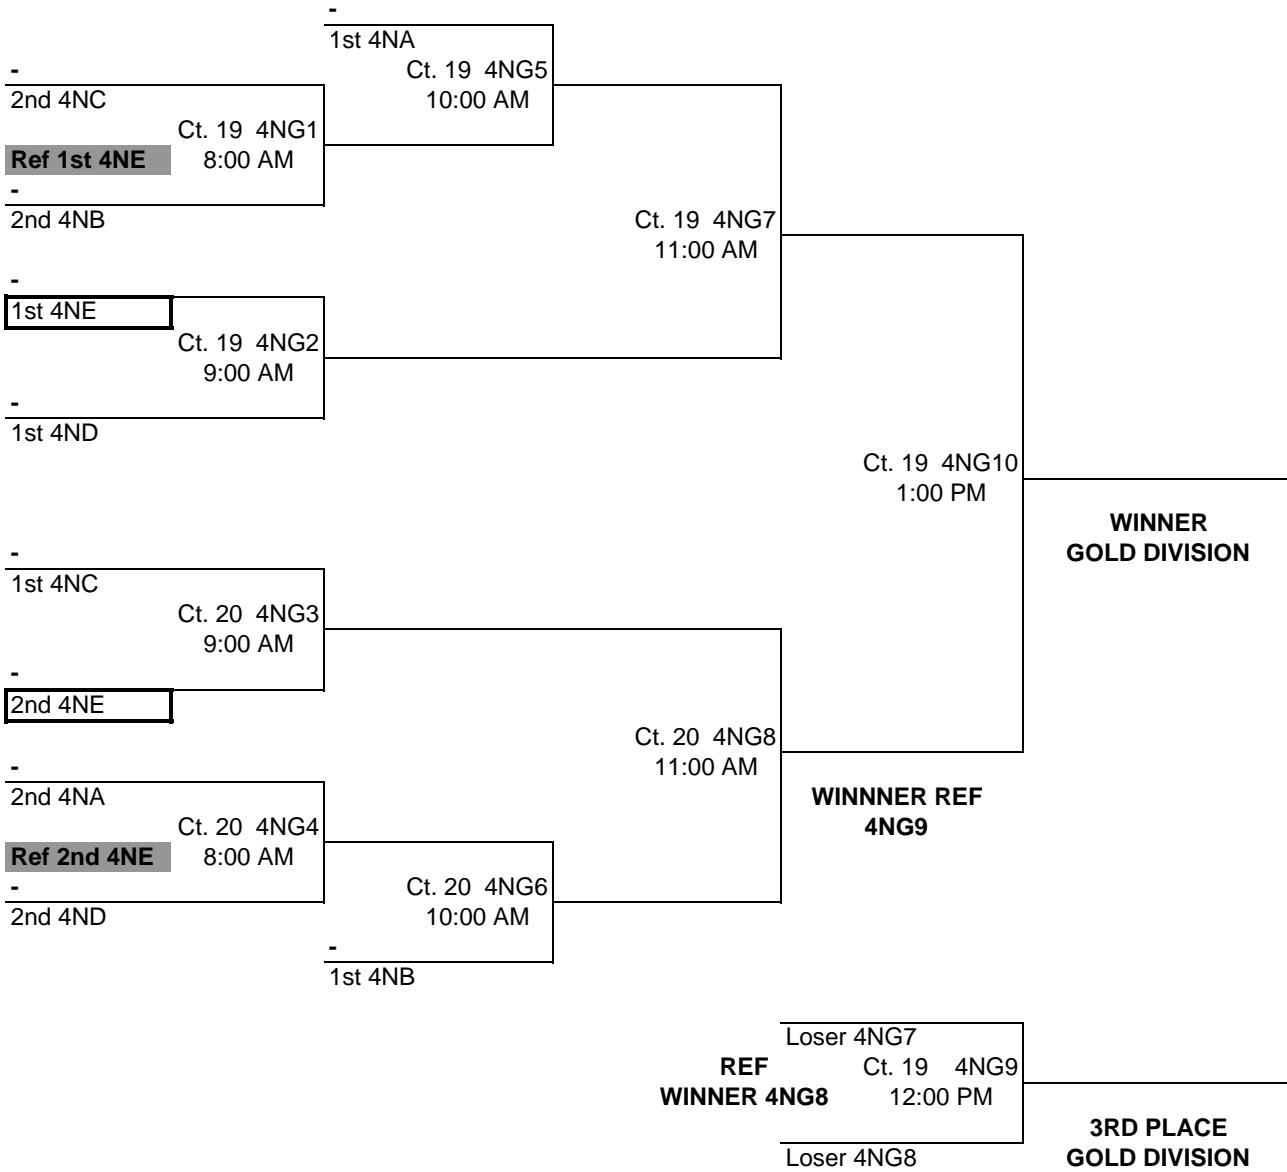 -
1st 4NA
-
Ct. 19 4NG5
2nd 4NC
10:00 AM
Ct. 19 4NG1
Ref 1st 4NE 8:00 AM
-
2nd 4NB
Ct. 19 4NG7
11:00 AM
-
1st 4NE
Ct. 19 4NG2
9:00 AM
-
1st 4ND
Ct. 19 4NG10
1:00 PM
WINNER
GOLD DIVISION
-
1st 4NC
Ct. 20 4NG3
9:00 AM
-
2nd 4NE
Ct. 20 4NG8
11:00 AM
-
2nd 4NA
WINNNER REF
4NG9
Ct. 20 4NG4
Ref 2nd 4NE 8:00 AM
-
2nd 4ND
Ct. 20 4NG6
10:00 AM
-
1st 4NB
Loser 4NG7
REF
WINNER 4NG8
Ct. 19 4NG9
12:00 PM
Loser 4NG8
3RD PLACE
GOLD DIVISION